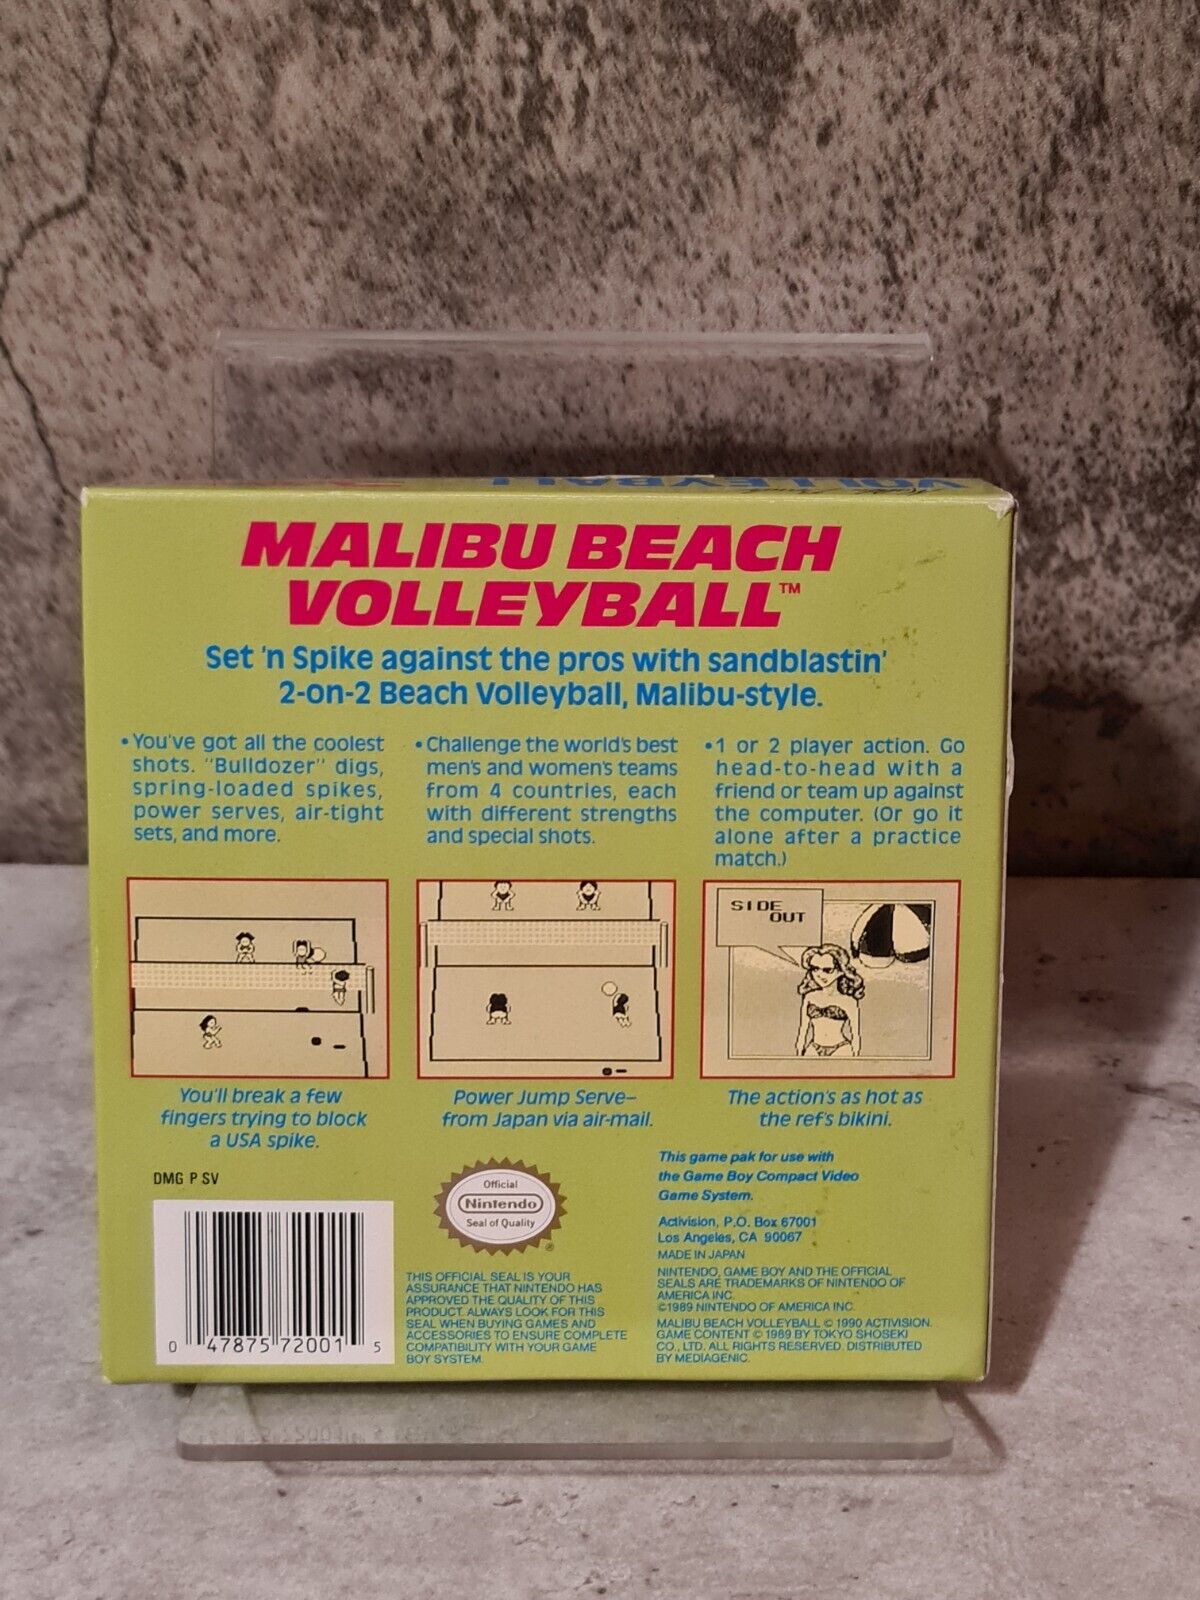 VOLLEYBALL
MALIBU BEACH
VOLLEYBALL™
Set 'n Spike against the pros with sandblastin'
2-on-2 Beach Volleyball, Malibu-style.
• You've got all the coolest
shots. "Bulldozer" digs,
spring-loaded spikes,
power serves, air-tight
sets, and more.
• Challenge the world's best
men's and women's teams
from 4 countries, each
with different strengths
and special shots.
• 1 or 2 player action. Go
head-to-head with a
friend or team up against
the computer. (Or go it
alone after a practice
match.)
SIDE
OUT
You'll break a few
fingers trying to block
a USA spike.
Power Jump Serve–
from Japan via air-mail.
The action's as hot as
the ref's bikini.
DMG P SV
0 47875 72001 5
Official
Nintendo
Seal of Quality
®
THIS OFFICIAL SEAL IS YOUR
ASSURANCE THAT NINTENDO HAS
APPROVED THE QUALITY OF THIS
PRODUCT. ALWAYS LOOK FOR THIS
SEAL WHEN BUYING GAMES AND
ACCESSORIES TO ENSURE COMPLETE
COMPATIBILITY WITH YOUR GAME
BOY SYSTEM.
This game pak for use with
the Game Boy Compact Video
Game System.
Activision, P.O. Box 67001
Los Angeles, CA 90067
MADE IN JAPAN
NINTENDO, GAME BOY AND THE OFFICIAL
SEALS ARE TRADEMARKS OF NINTENDO OF
AMERICA INC.
©1989 NINTENDO OF AMERICA INC.
MALIBU BEACH VOLLEYBALL © 1990 ACTIVISION.
GAME CONTENT © 1989 BY TOKYO SHOSEKI
CO., LTD. ALL RIGHTS RESERVED. DISTRIBUTED
BY MEDIAGENIC.